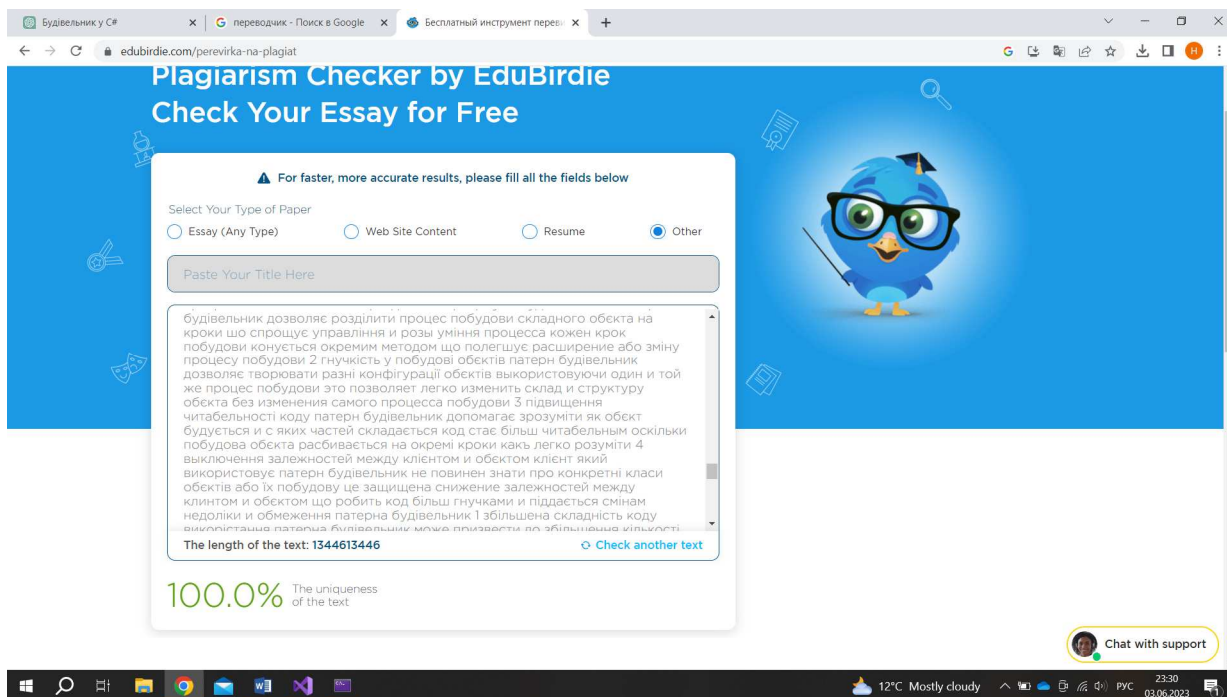 Будівельник у C#
переводчик - Поиск в Google
Бесплатный инструмент переви
edubirdie.com/perevirka-na-plagiat
Plagiarism Checker by EduBirdie
Check Your Essay for Free
For faster, more accurate results, please fill all the fields below
Select Your Type of Paper
Essay (Any Type)
Web Site Content
Resume
Other
Paste Your Title Here
будівельник дозволяє розділити процес побудови складного обєкта на
кроки шо спрощує управління и розы уміння процесса кожен крок
побудови конується окремим методом що полегшує расширение або зміну
процесу побудови 2 гнучкість у побудові обєктів патерн будівельник
дозволяє творювати разні конфігурації обєктів выкористовуючи один и той
же процес побудови это позволяет легко изменить склад и структуру
обєкта без изменения самого процесса побудови 3 підвищення
читабельності коду патерн будівельник допомагає зрозуміти як обєкт
будується и с яких частей складається код стає більш читабельным оскільки
побудова обєкта расбивається на окремі кроки какъ легко розуміти 4
выключення залежностей между клієнтом и обєктом клієнт який
використовує патерн будівельник не повинен знати про конкретні класи
обєктів або їх побудову це защищена снижение залежностей между
клинтом и обєктом що робить код більш гнучками и піддається смінам
недоліки и обмеження патерна будівельник 1 збільшена складність коду
використання патерна будівельник може призвести до збільшення кількості
The length of the text: 1344613446
Check another text
100.0%
The uniqueness
of the text
Chat with support
12°C Mostly cloudy
РУС
23:30
03.06.2023